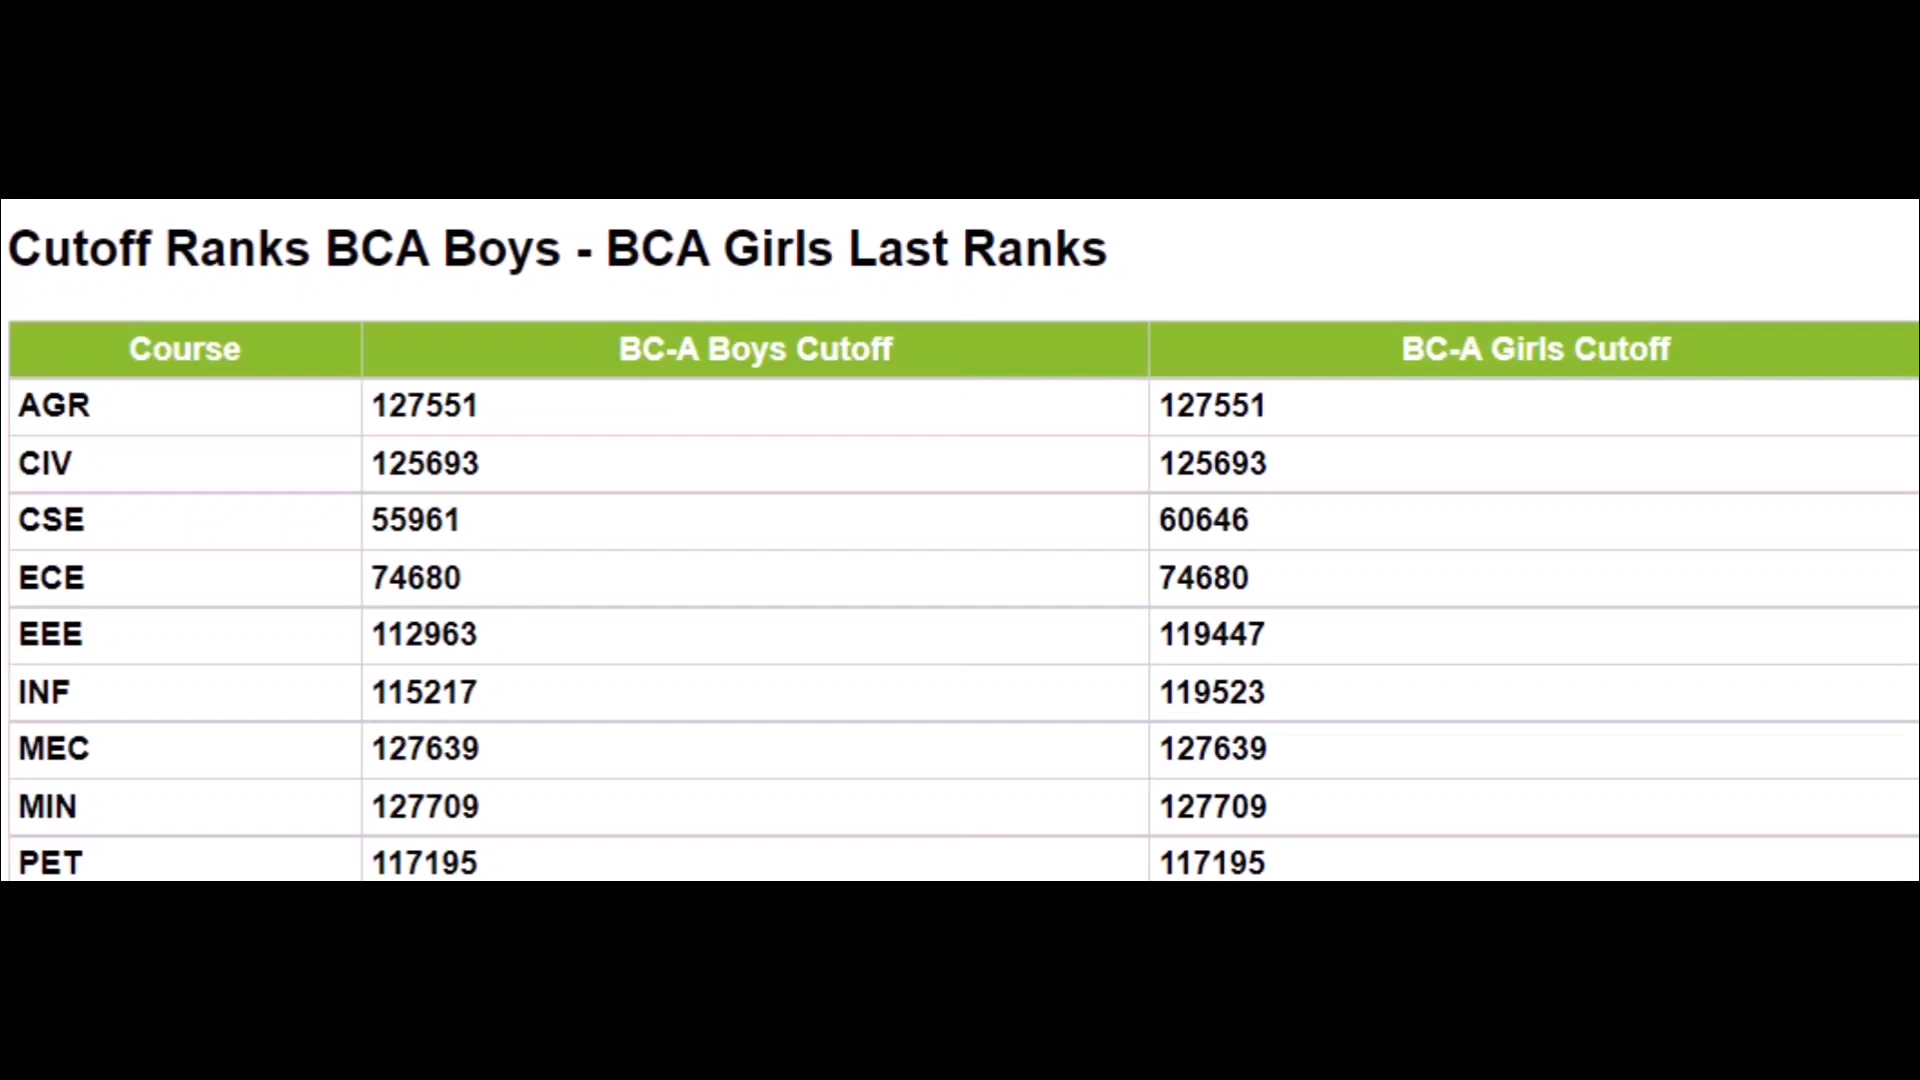 Cutoff Ranks BCA Boys - BCA Girls Last Ranks
Course BC-A Boys Cutoff BC-A Girls Cutoff
AGR 127551 127551
CIV 125693 125693
CSE 55961 60646
ECE 74680 74680
EEE 112963 119447
INF 115217 119523
MEC 127639 127639
MIN 127709 127709
PET 117195 117195